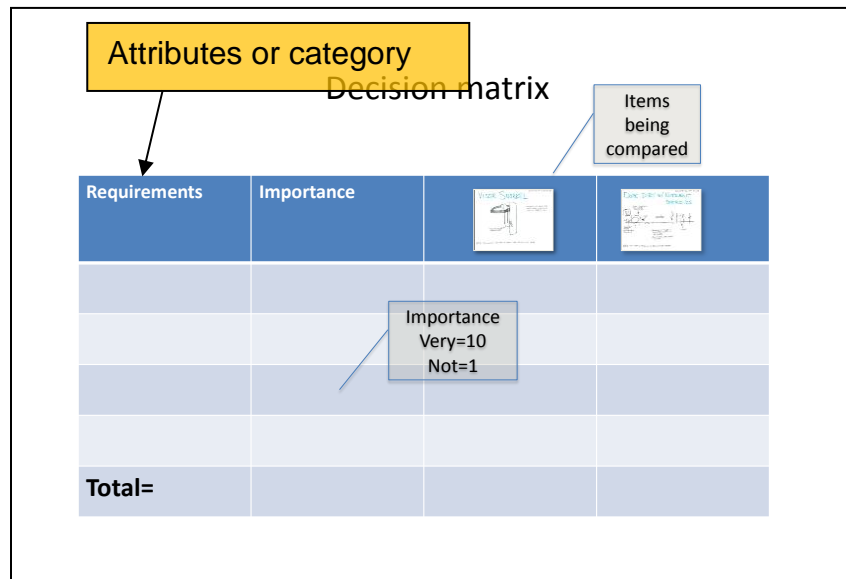 Attributes or category
Decision matrix
Items
being
compared
Requirements
Importance
Importance
Very=10
Not=1
Total=